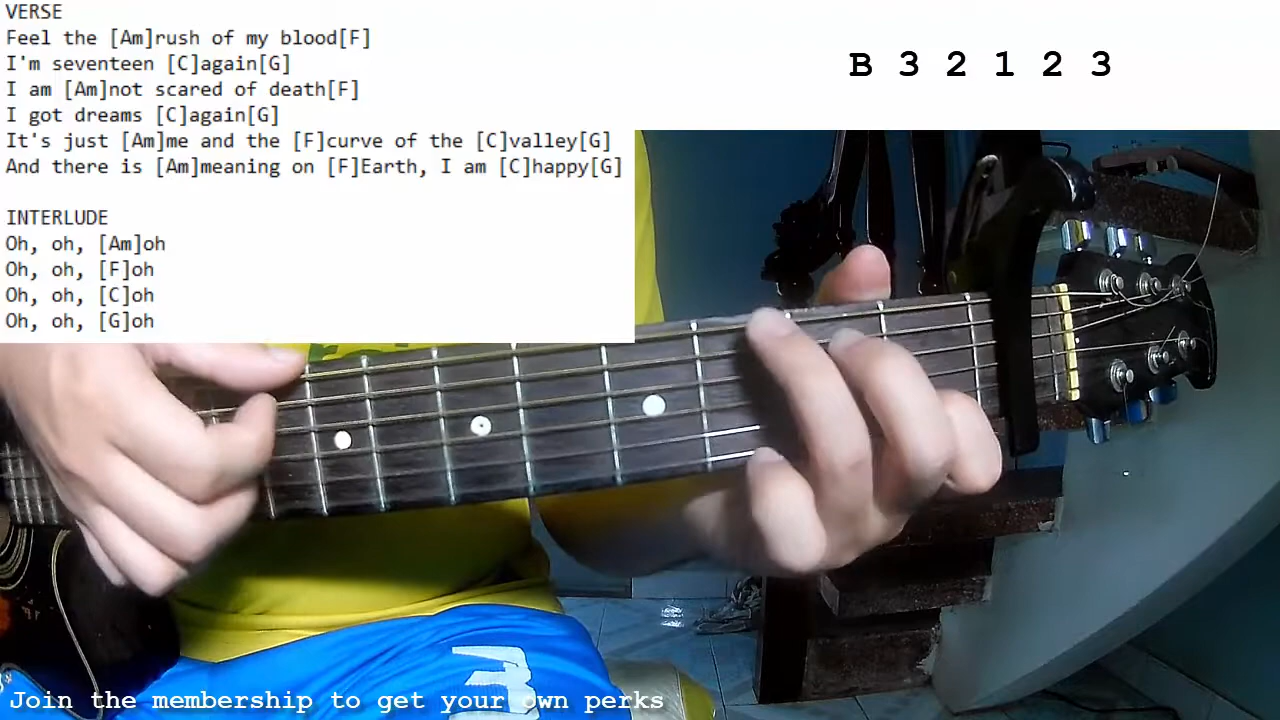 VERSE
Feel the [Am]rush of my blood[F]
I'm seventeen [C]again[G]
I am [Am]not scared of death[F]
I got dreams [C]again[G]
It's just [Am]me and the [F]curve of the [C]valley[G]
And there is [Am]meaning on [F]Earth, I am [C]happy[G]

INTERLUDE
Oh, oh, [Am]oh
Oh, oh, [F]oh
Oh, oh, [C]oh
Oh, oh, [G]oh
B 3 2 1 2 3
Join the membership to get your own perks